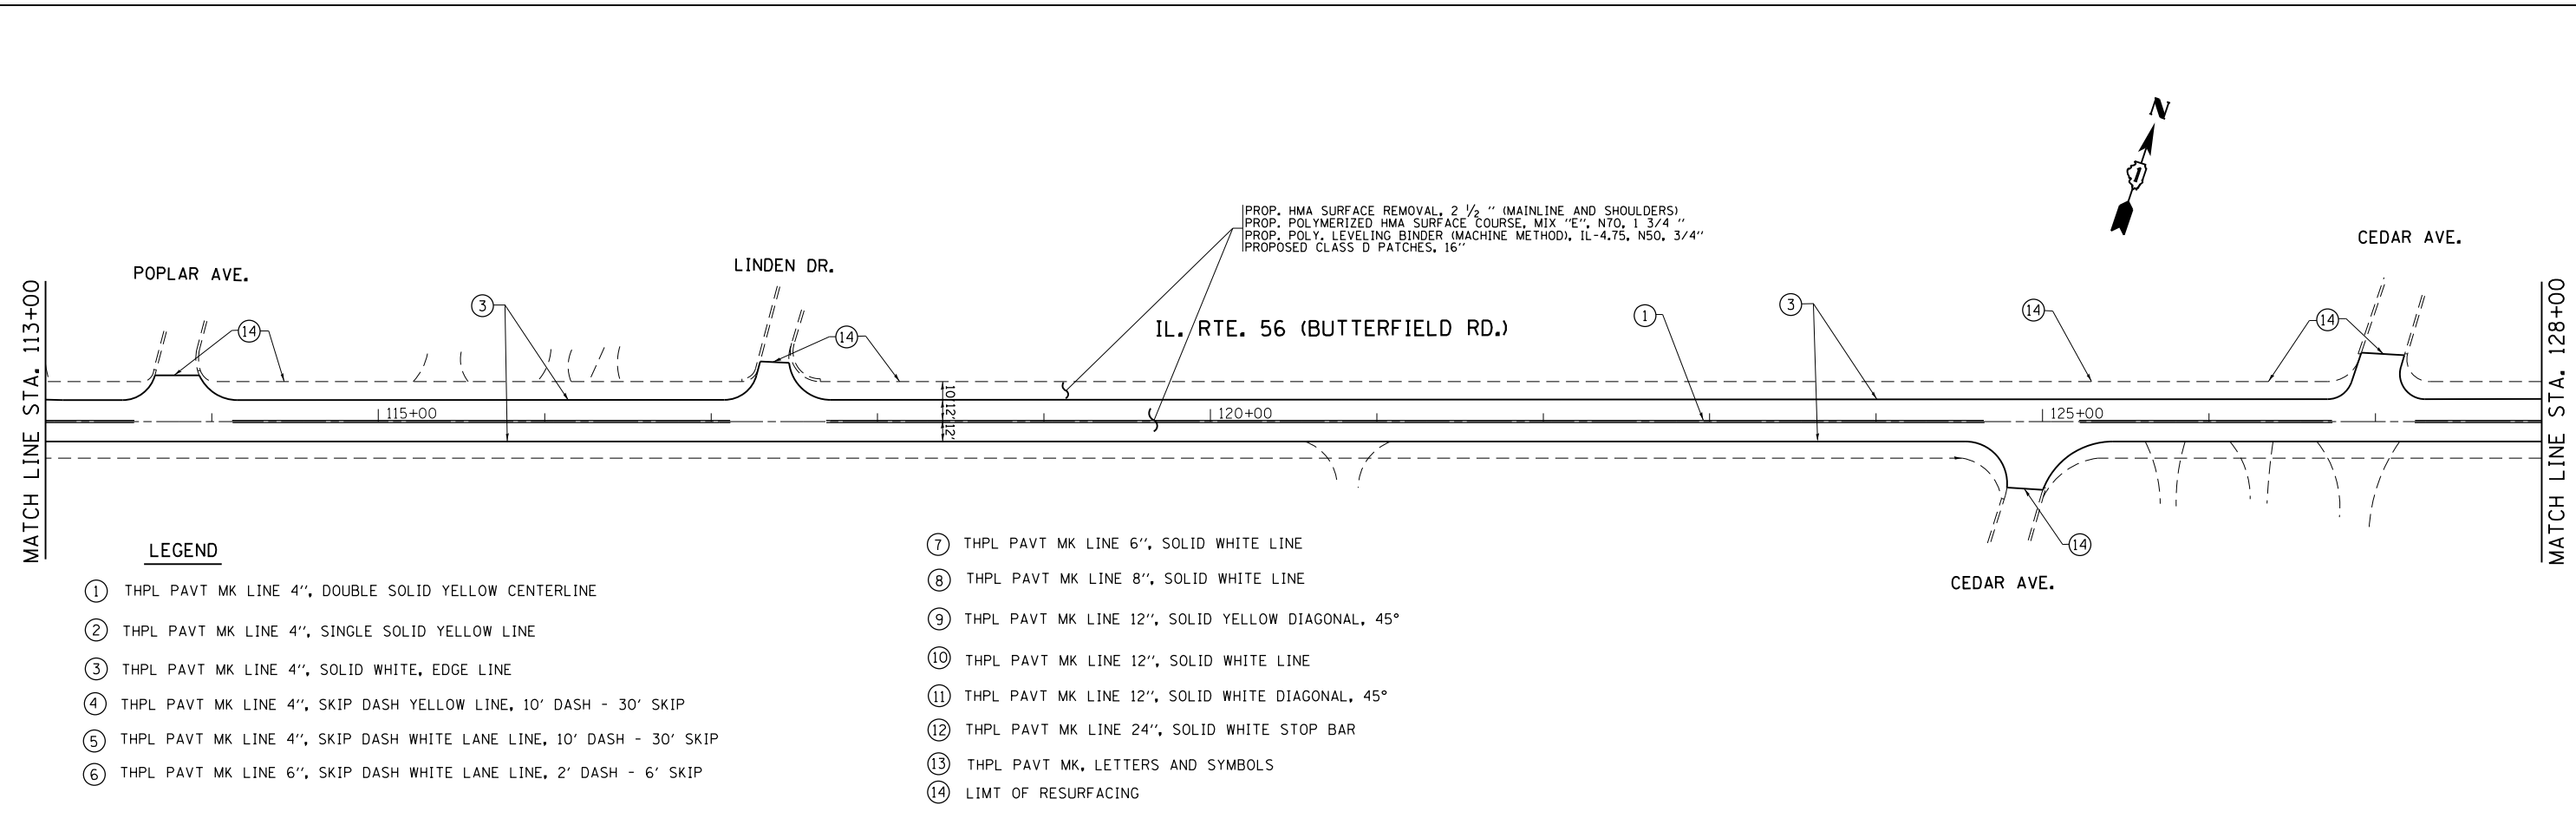 N
PROP. HMA SURFACE REMOVAL, 2 1/2 " (MAINLINE AND SHOULDERS)
PROP. POLYMERIZED HMA SURFACE COURSE, MIX "E", N70, 1 3/4 "
PROP. POLY. LEVELING BINDER (MACHINE METHOD), IL-4.75, N50, 3/4"
PROPOSED CLASS D PATCHES, 16"
CEDAR AVE.
POPLAR AVE.
LINDEN DR.
MATCH LINE STA. 113+00
MATCH LINE STA. 128+00
14
3
14
IL. RTE. 56 (BUTTERFIELD RD.)
1
3
14
14
10'
12'
12'
115+00
120+00
125+00
14
CEDAR AVE.
LEGEND
1 THPL PAVT MK LINE 4", DOUBLE SOLID YELLOW CENTERLINE
2 THPL PAVT MK LINE 4", SINGLE SOLID YELLOW LINE
3 THPL PAVT MK LINE 4", SOLID WHITE, EDGE LINE
4 THPL PAVT MK LINE 4", SKIP DASH YELLOW LINE, 10' DASH - 30' SKIP
5 THPL PAVT MK LINE 4", SKIP DASH WHITE LANE LINE, 10' DASH - 30' SKIP
6 THPL PAVT MK LINE 6", SKIP DASH WHITE LANE LINE, 2' DASH - 6' SKIP
7 THPL PAVT MK LINE 6", SOLID WHITE LINE
8 THPL PAVT MK LINE 8", SOLID WHITE LINE
9 THPL PAVT MK LINE 12", SOLID YELLOW DIAGONAL, 45°
10 THPL PAVT MK LINE 12", SOLID WHITE LINE
11 THPL PAVT MK LINE 12", SOLID WHITE DIAGONAL, 45°
12 THPL PAVT MK LINE 24", SOLID WHITE STOP BAR
13 THPL PAVT MK, LETTERS AND SYMBOLS
14 LIMT OF RESURFACING